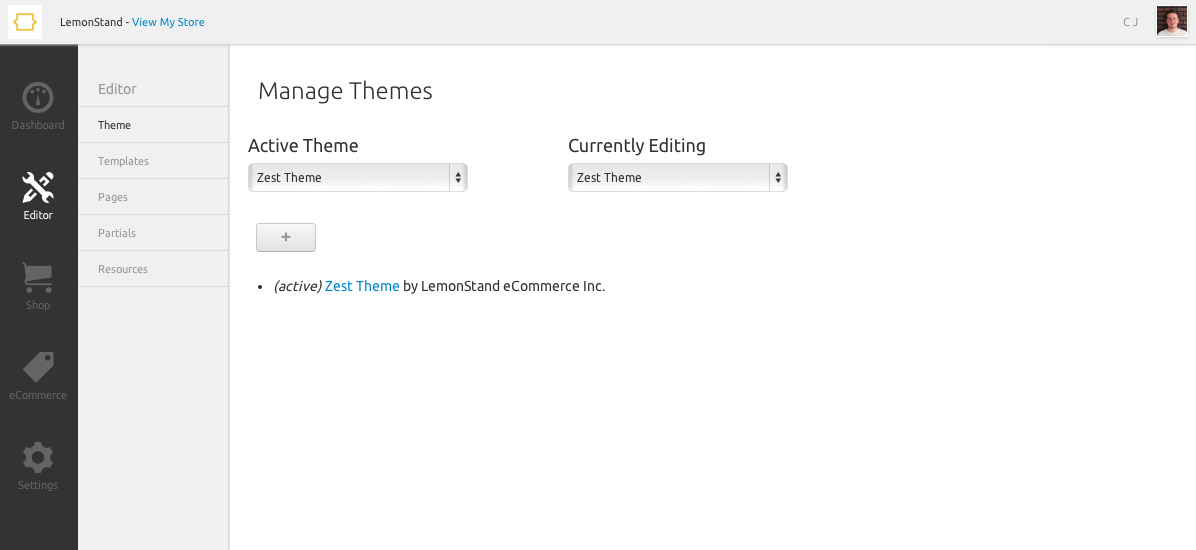 LemonStand - View My Store
C J
Dashboard
Editor
Shop
eCommerce
Settings
Editor
Theme
Templates
Pages
Partials
Resources
Manage Themes
Active Theme
Currently Editing
Zest Theme
Zest Theme
+
• (active) Zest Theme by LemonStand eCommerce Inc.